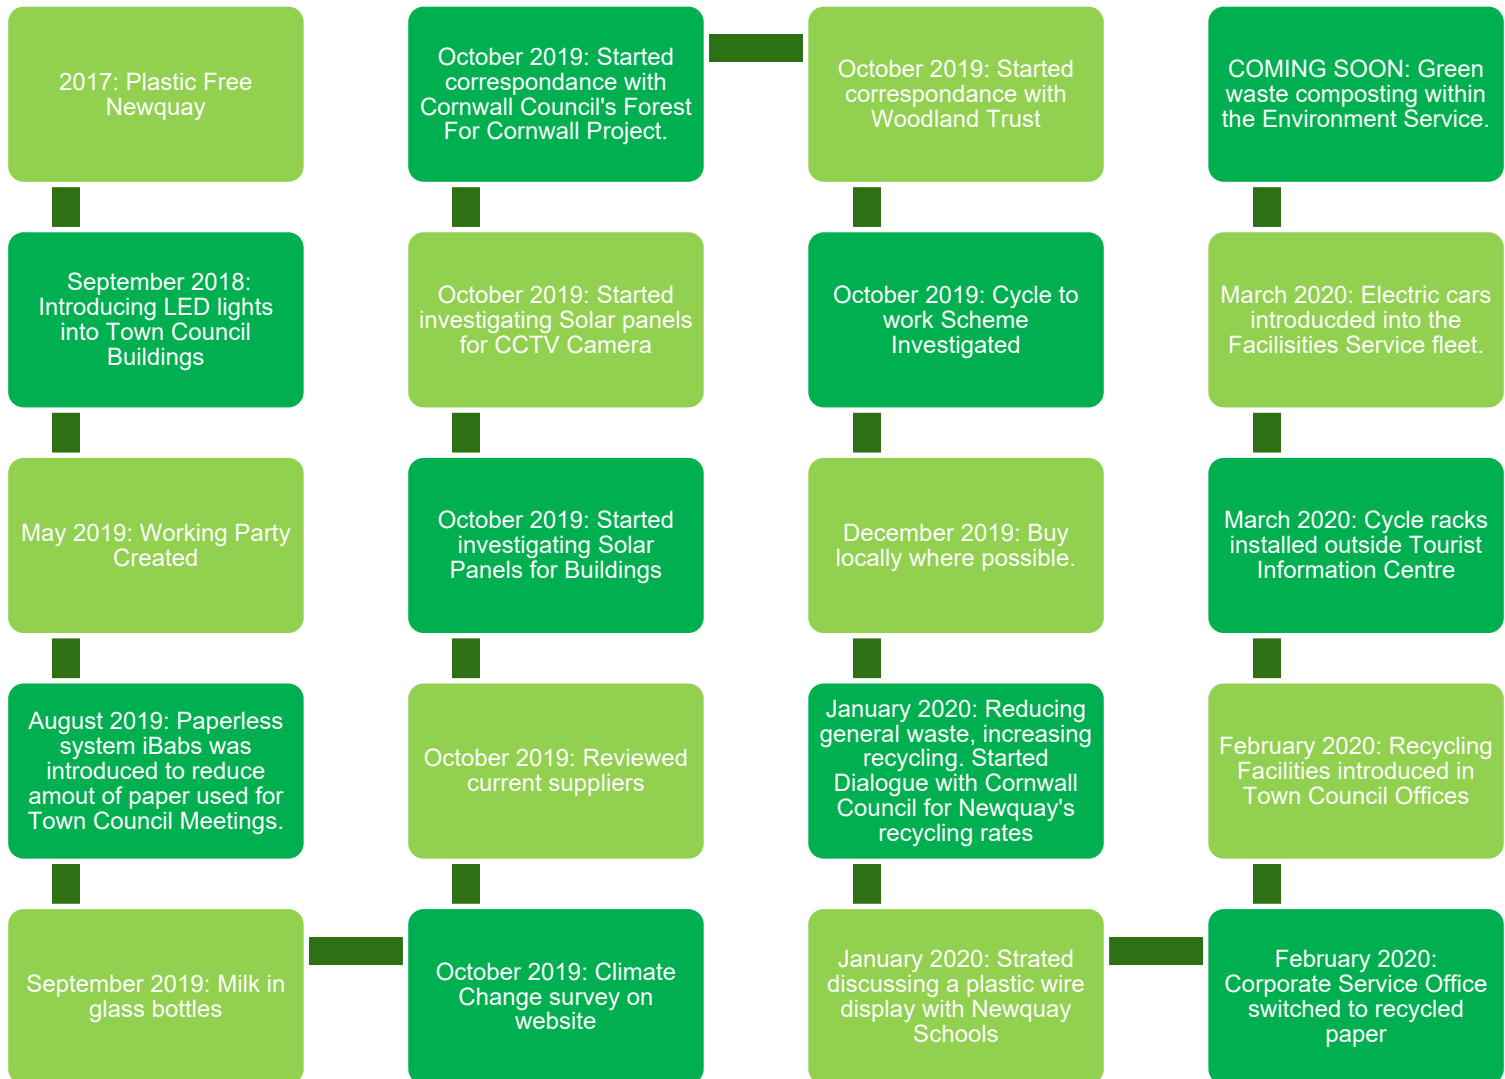 2017: Plastic Free
Newquay
September 2018:
Introducing LED lights
into Town Council
Buildings
May 2019: Working Party
Created
August 2019: Paperless
system iBabs was
introduced to reduce
amout of paper used for
Town Council Meetings.
September 2019: Milk in
glass bottles
October 2019: Climate
Change survey on
website
October 2019: Reviewed
current suppliers
October 2019: Started
investigating Solar
Panels for Buildings
October 2019: Started
investigating Solar panels
for CCTV Camera
October 2019: Started
correspondance with
Cornwall Council's Forest
For Cornwall Project.
October 2019: Started
correspondance with
Woodland Trust
October 2019: Cycle to
work Scheme
Investigated
December 2019: Buy
locally where possible.
January 2020: Reducing
general waste, increasing
recycling. Started
Dialogue with Cornwall
Council for Newquay's
recycling rates
January 2020: Strated
discussing a plastic wire
display with Newquay
Schools
February 2020:
Corporate Service Office
switched to recycled
paper
February 2020: Recycling
Facilities introduced in
Town Council Offices
March 2020: Cycle racks
installed outside Tourist
Information Centre
March 2020: Electric cars
introducded into the
Facilisities Service fleet.
COMING SOON: Green
waste composting within
the Environment Service.